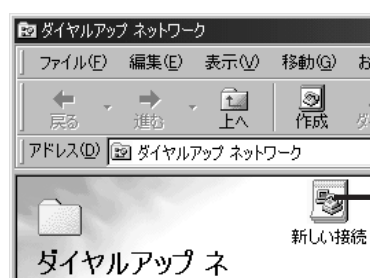 ダイヤルアップ ネットワーク
ファイル(F) 編集(E) 表示(V) 移動(G) お
戻る 進む 上へ 作成 ダ
アドレス(D) ダイヤルアップ ネットワーク
新しい接続
ダイヤルアップ ネ